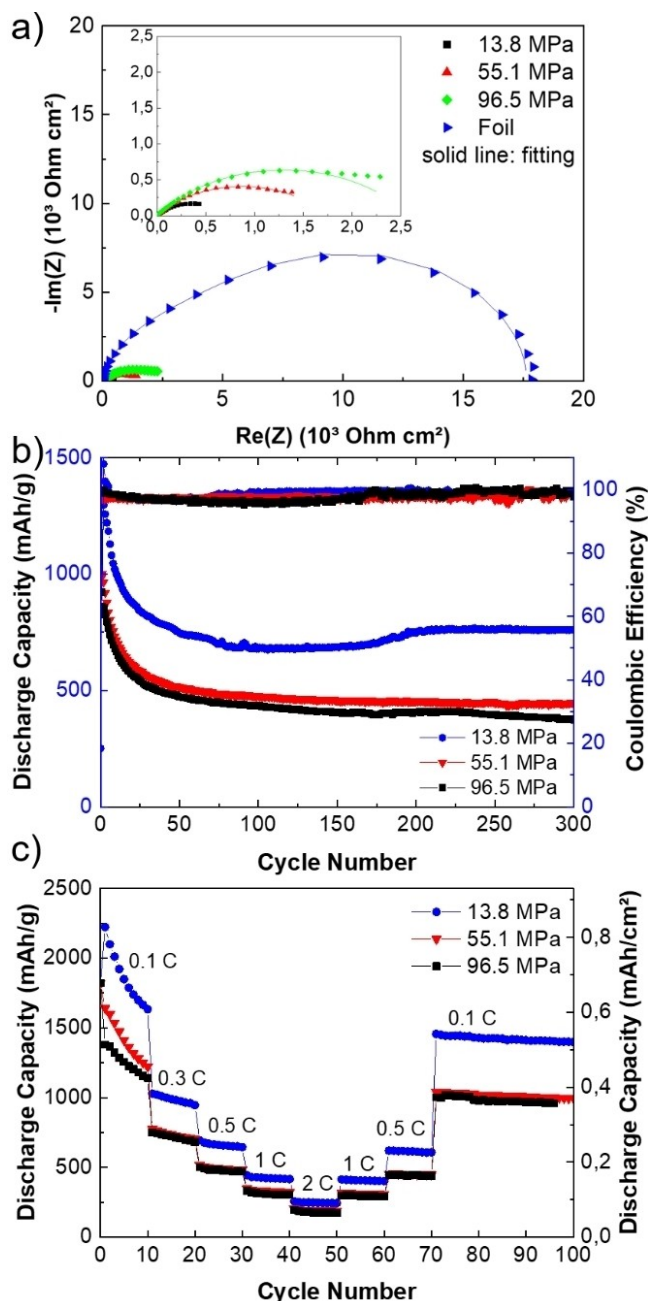 a)
20
15
10
5
0
-Im(Z) (10³ Ohm cm²)
2,5
2,0
1,5
1,0
0,5
0,0
0,0 0,5 1,0 1,5 2,0 2,5
13.8 MPa
55.1 MPa
96.5 MPa
Foil
solid line: fitting
0 5 10 15 20
Re(Z) (10³ Ohm cm²)
b)
1500
1000
500
0
Discharge Capacity (mAh/g)
100
80
60
40
20
0
Coulombic Efficiency (%)
13.8 MPa
55.1 MPa
96.5 MPa
0 50 100 150 200 250 300
Cycle Number
c)
2500
2000
1500
1000
500
0
Discharge Capacity (mAh/g)
0,8
0,6
0,4
0,2
0,0
Discharge Capacity (mAh/cm²)
13.8 MPa
55.1 MPa
96.5 MPa
0.1 C
0.3 C
0.5 C
1 C
2 C
1 C
0.5 C
0.1 C
0 10 20 30 40 50 60 70 80 90 100
Cycle Number